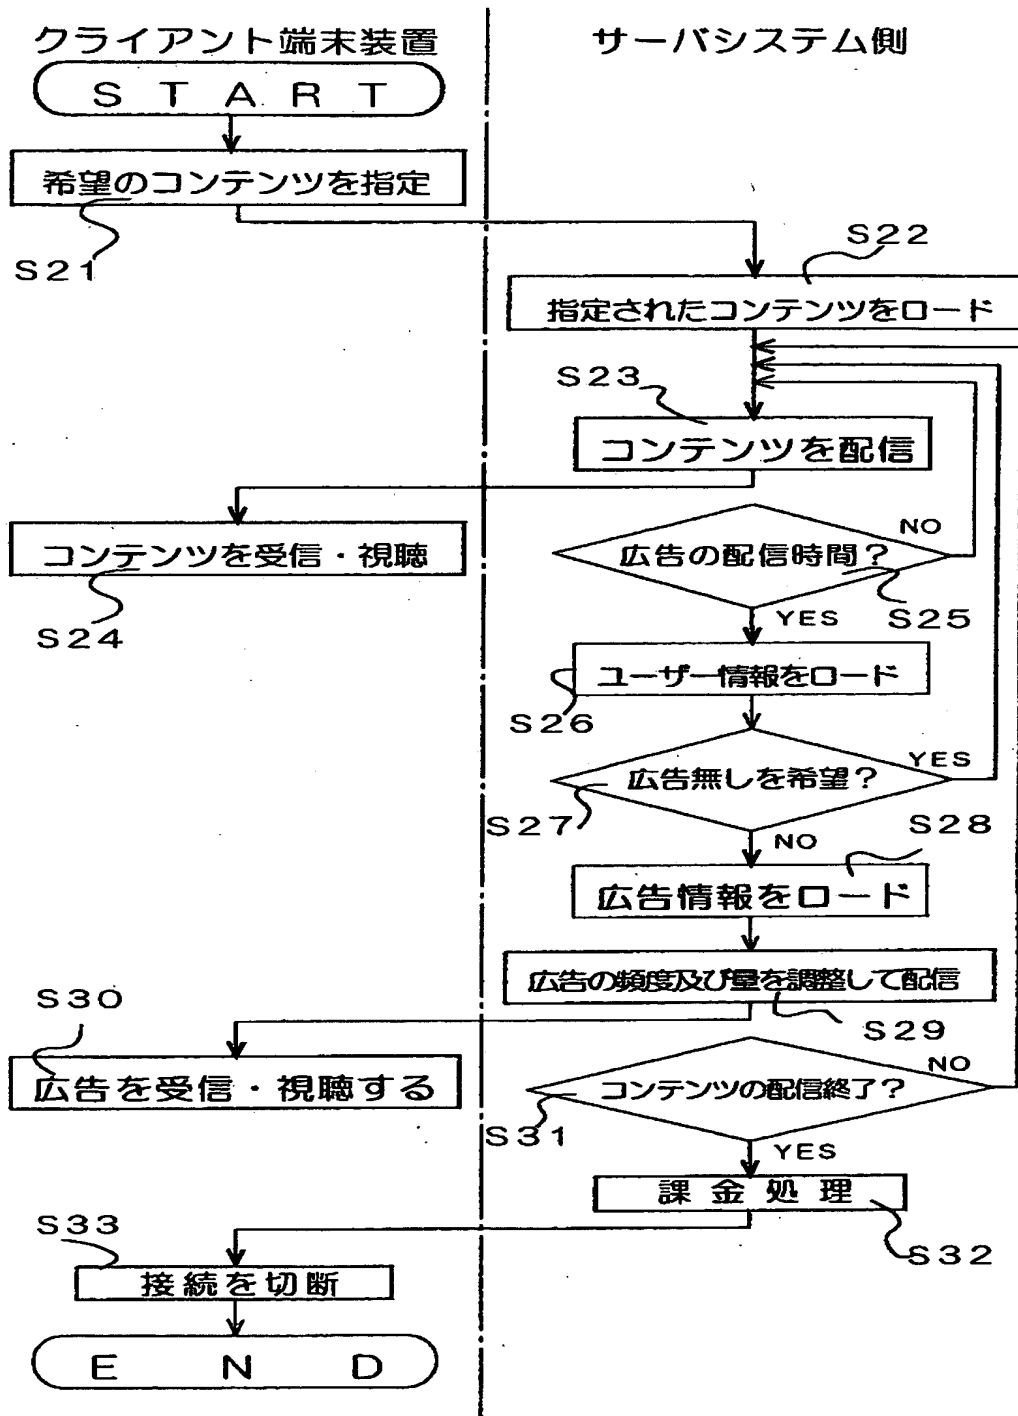 クライアント端末装置
サーバシステム側
START
希望のコンテンツを指定
S21
S22
指定されたコンテンツをロード
S23
コンテンツを配信
コンテンツを受信・視聴
S24
NO
広告の配信時間?
S25
YES
ユーザー情報をロード
S26
YES
広告無しを希望?
S27
NO
S28
広告情報をロード
広告の頻度及び量を調整して配信
S29
S30
広告を受信・視聴する
NO
コンテンツの配信終了?
S31
YES
課金処理
S32
S33
接続を切断
END